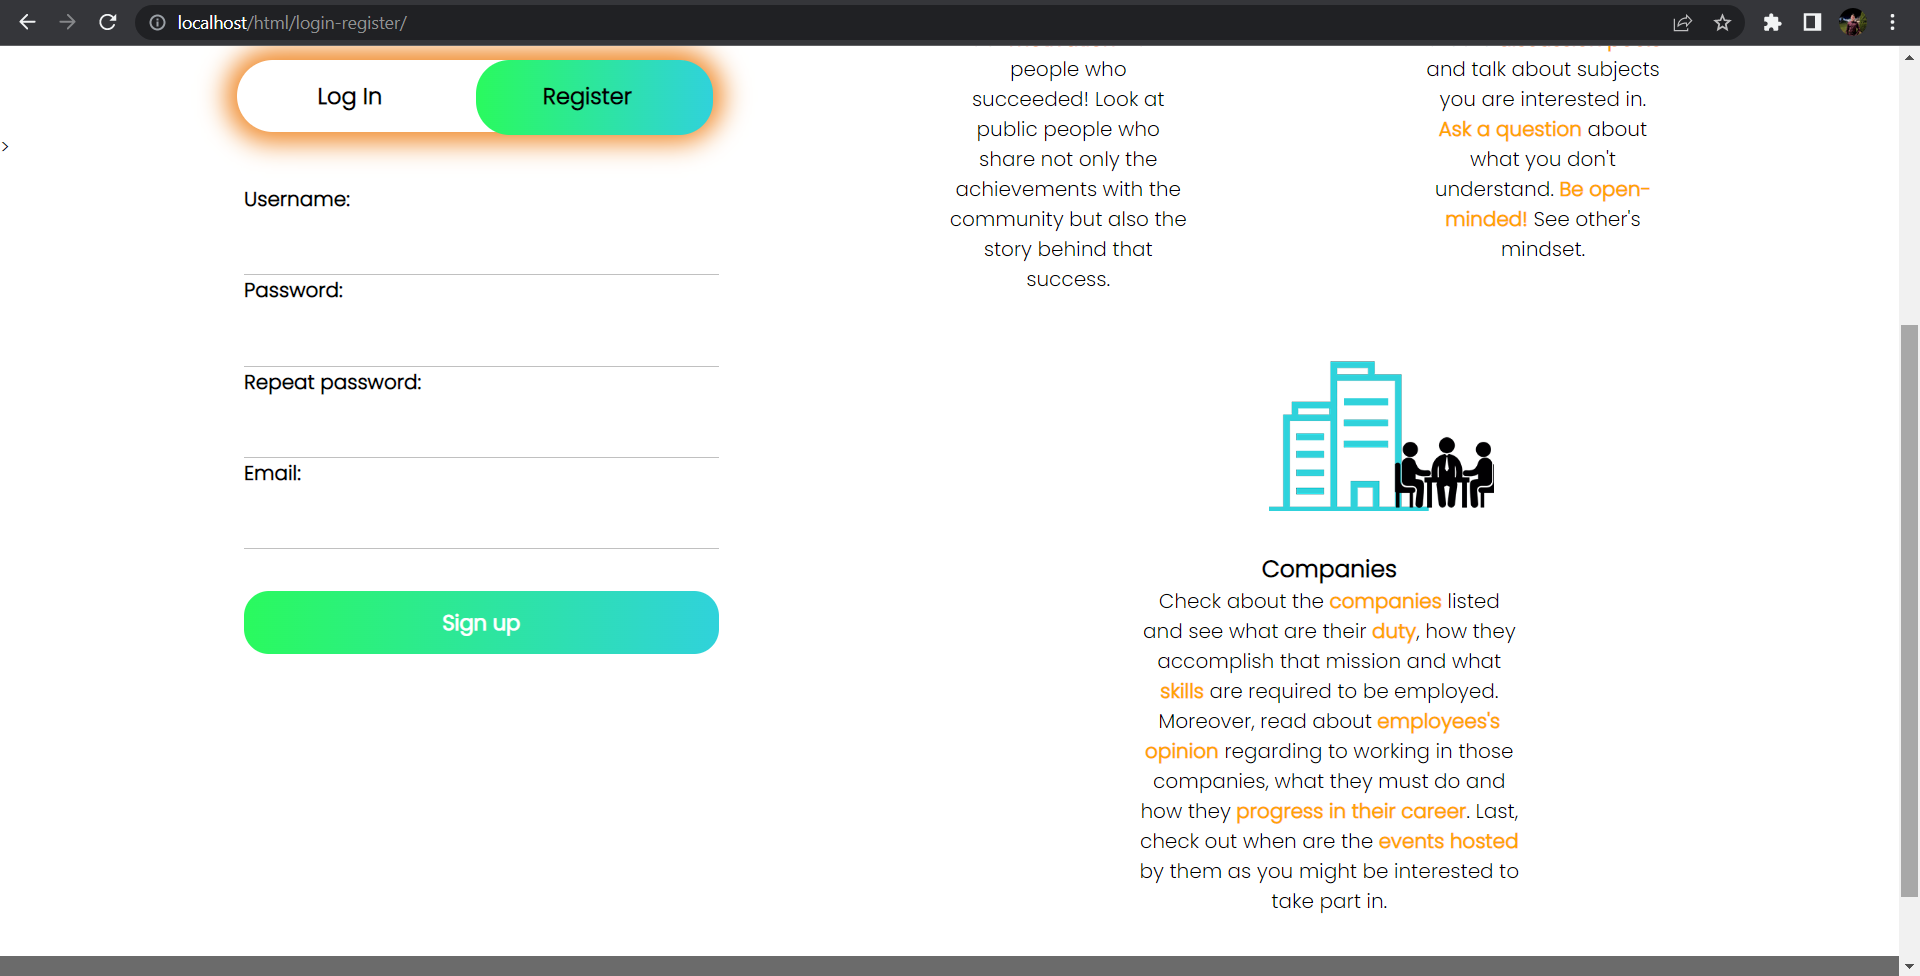 localhost/html/login-register/
Log In
Register
>
Username:
Password:
Repeat password:
Email:
Sign up
people who
succeeded! Look at
public people who
share not only the
achievements with the
community but also the
story behind that
success.
and talk about subjects
you are interested in.
Ask a question about
what you don't
understand. Be open-
minded! See other's
mindset.
Companies
Check about the companies listed
and see what are their duty, how they
accomplish that mission and what
skills are required to be employed.
Moreover, read about employees's
opinion regarding to working in those
companies, what they must do and
how they progress in their career. Last,
check out when are the events hosted
by them as you might be interested to
take part in.